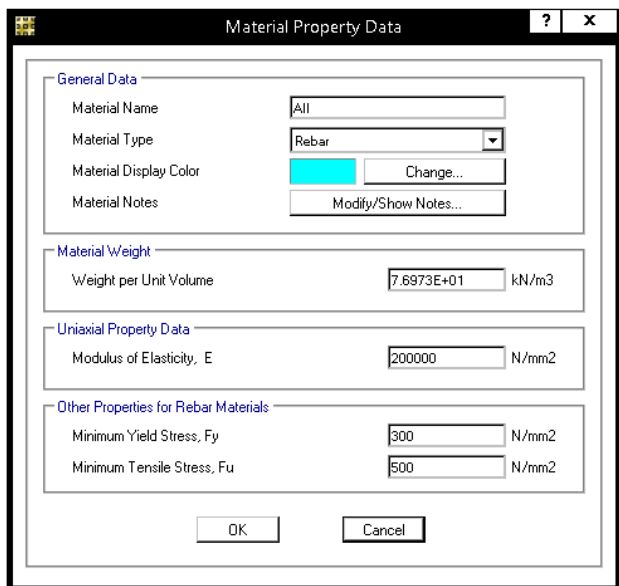 Material Property Data ? X
General Data
Material Name AII
Material Type Rebar
Material Display Color Change...
Material Notes Modify/Show Notes...
Material Weight
Weight per Unit Volume 7.6973E+01 kN/m3
Uniaxial Property Data
Modulus of Elasticity, E 200000 N/mm2
Other Properties for Rebar Materials
Minimum Yield Stress, Fy 300 N/mm2
Minimum Tensile Stress, Fu 500 N/mm2
OK Cancel